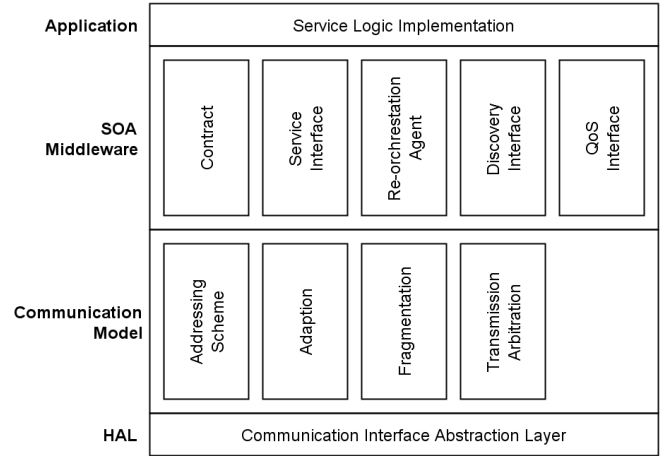 Application
Service Logic Implementation
SOA
Middleware
Contract
Service
Interface
Re-orchrestation
Agent
Discovery
Interface
QoS
Interface
Communication
Model
Addressing
Scheme
Adaption
Fragmentation
Transmission
Arbitration
HAL
Communication Interface Abstraction Layer